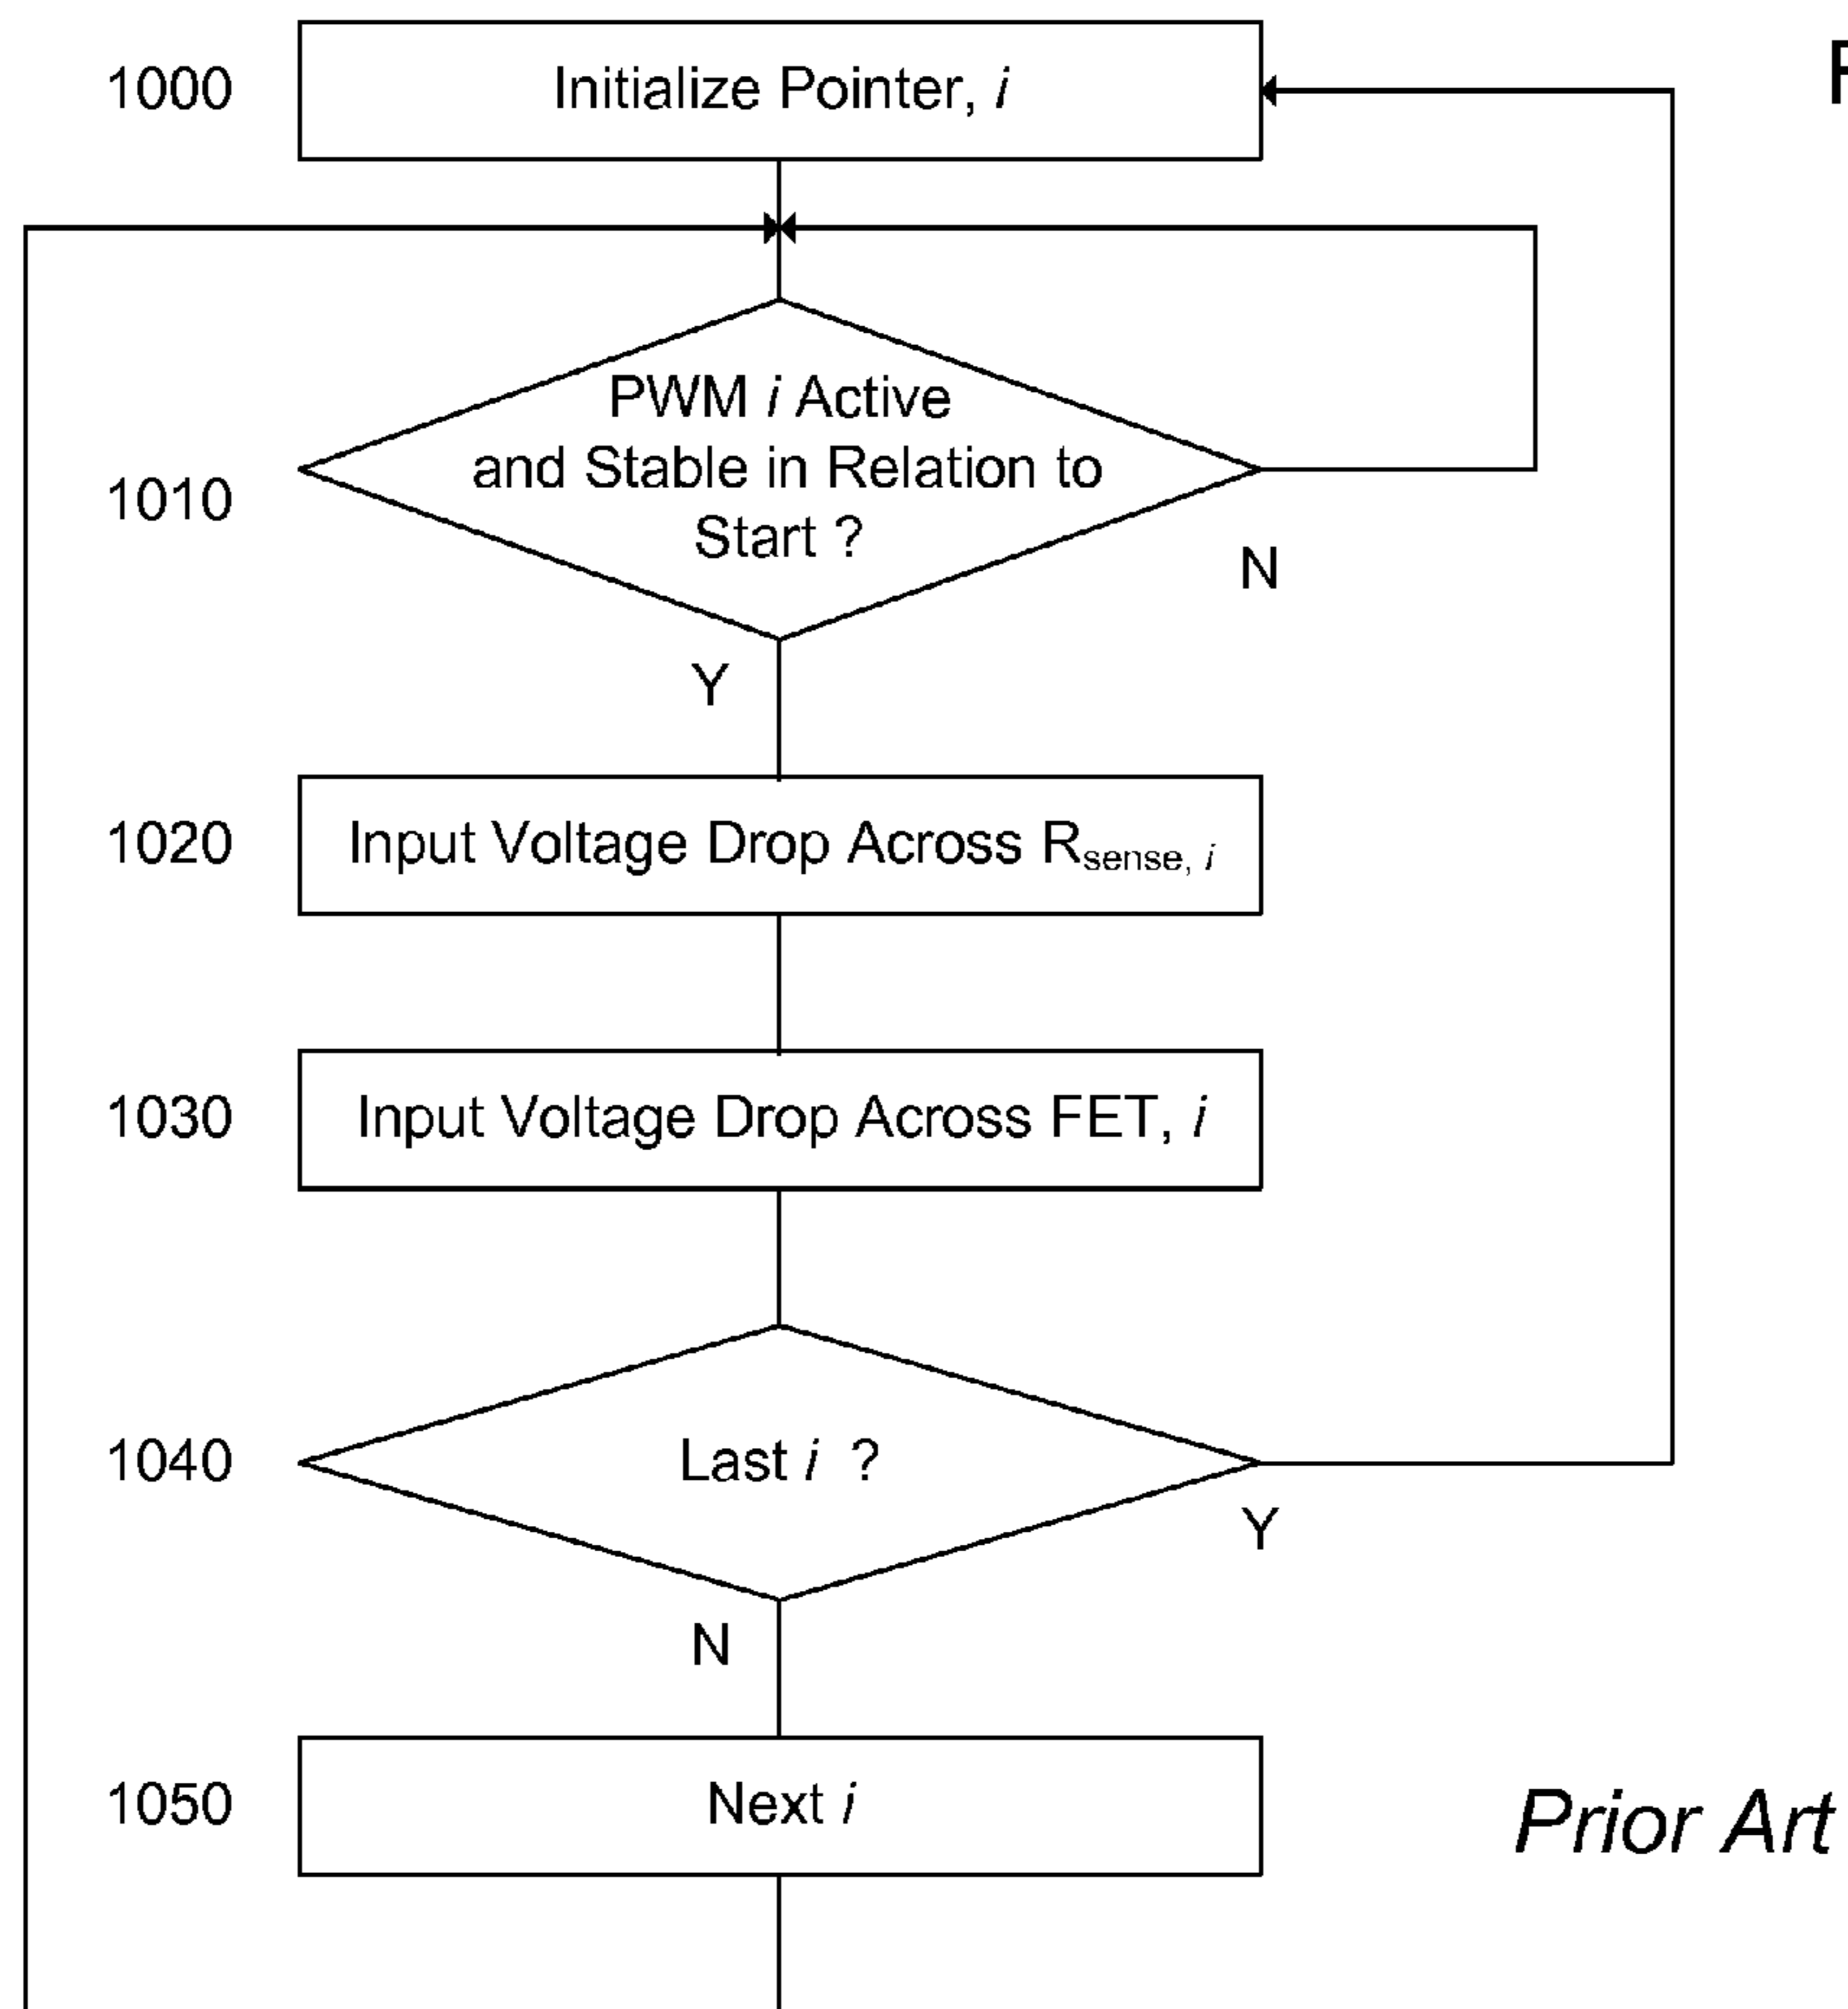 1000
Initialize Pointer, i
PWM i Active
and Stable in Relation to
Start ?
1010
N
Y
1020
Input Voltage Drop Across Rsense, i
1030
Input Voltage Drop Across FET, i
1040
Last i ?
Y
N
1050
Next i
Prior Art